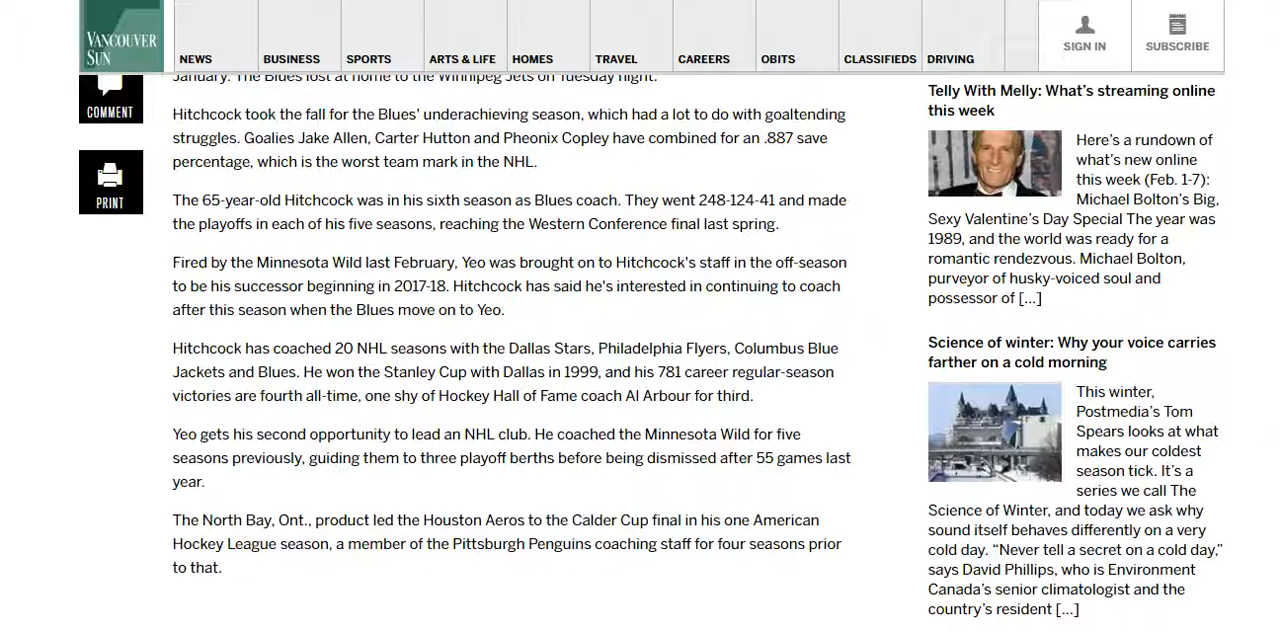 VANCOUVER
SUN
NEWS
BUSINESS
SPORTS
ARTS & LIFE
HOMES
TRAVEL
CAREERS
OBITS
CLASSIFIEDS
DRIVING
SIGN IN
SUBSCRIBE
COMMENT
PRINT
January. The Blues lost at home to the Winnipeg Jets on Tuesday night.
Hitchcock took the fall for the Blues' underachieving season, which had a lot to do with goaltending
struggles. Goalies Jake Allen, Carter Hutton and Pheonix Copley have combined for an .887 save
percentage, which is the worst team mark in the NHL.
The 65-year-old Hitchcock was in his sixth season as Blues coach. They went 248-124-41 and made
the playoffs in each of his five seasons, reaching the Western Conference final last spring.
Fired by the Minnesota Wild last February, Yeo was brought on to Hitchcock's staff in the off-season
to be his successor beginning in 2017-18. Hitchcock has said he's interested in continuing to coach
after this season when the Blues move on to Yeo.
Hitchcock has coached 20 NHL seasons with the Dallas Stars, Philadelphia Flyers, Columbus Blue
Jackets and Blues. He won the Stanley Cup with Dallas in 1999, and his 781 career regular-season
victories are fourth all-time, one shy of Hockey Hall of Fame coach Al Arbour for third.
Yeo gets his second opportunity to lead an NHL club. He coached the Minnesota Wild for five
seasons previously, guiding them to three playoff berths before being dismissed after 55 games last
year.
The North Bay, Ont., product led the Houston Aeros to the Calder Cup final in his one American
Hockey League season, a member of the Pittsburgh Penguins coaching staff for four seasons prior
to that.
Telly With Melly: What's streaming online
this week
Here's a rundown of
what's new online
this week (Feb. 1-7):
Michael Bolton's Big,
Sexy Valentine's Day Special The year was
1989, and the world was ready for a
romantic rendezvous. Michael Bolton,
purveyor of husky-voiced soul and
possessor of [...]
Science of winter: Why your voice carries
farther on a cold morning
This winter,
Postmedia's Tom
Spears looks at what
makes our coldest
season tick. It's a
series we call The
Science of Winter, and today we ask why
sound itself behaves differently on a very
cold day. “Never tell a secret on a cold day,”
says David Phillips, who is Environment
Canada's senior climatologist and the
country's resident [...]